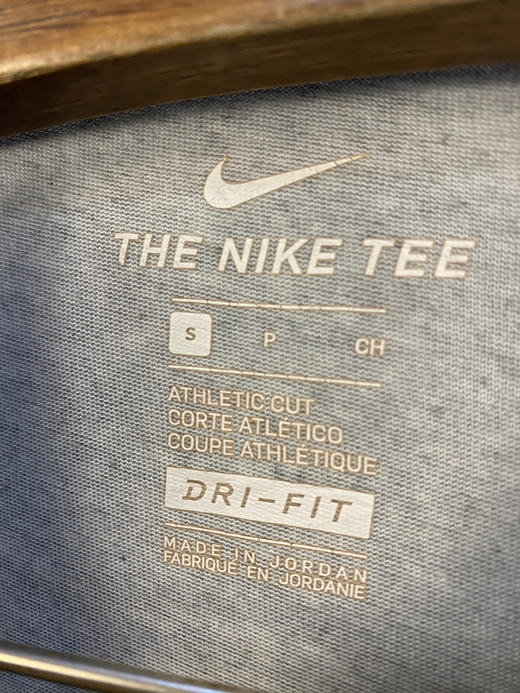 THE NIKE TEE
S P CH
ATHLETIC CUT
CORTE ATLÉTICO
COUPE ATHLÉTIQUE
DRI-FIT
MADE IN JORDAN
FABRIQUÉ EN JORDANIE